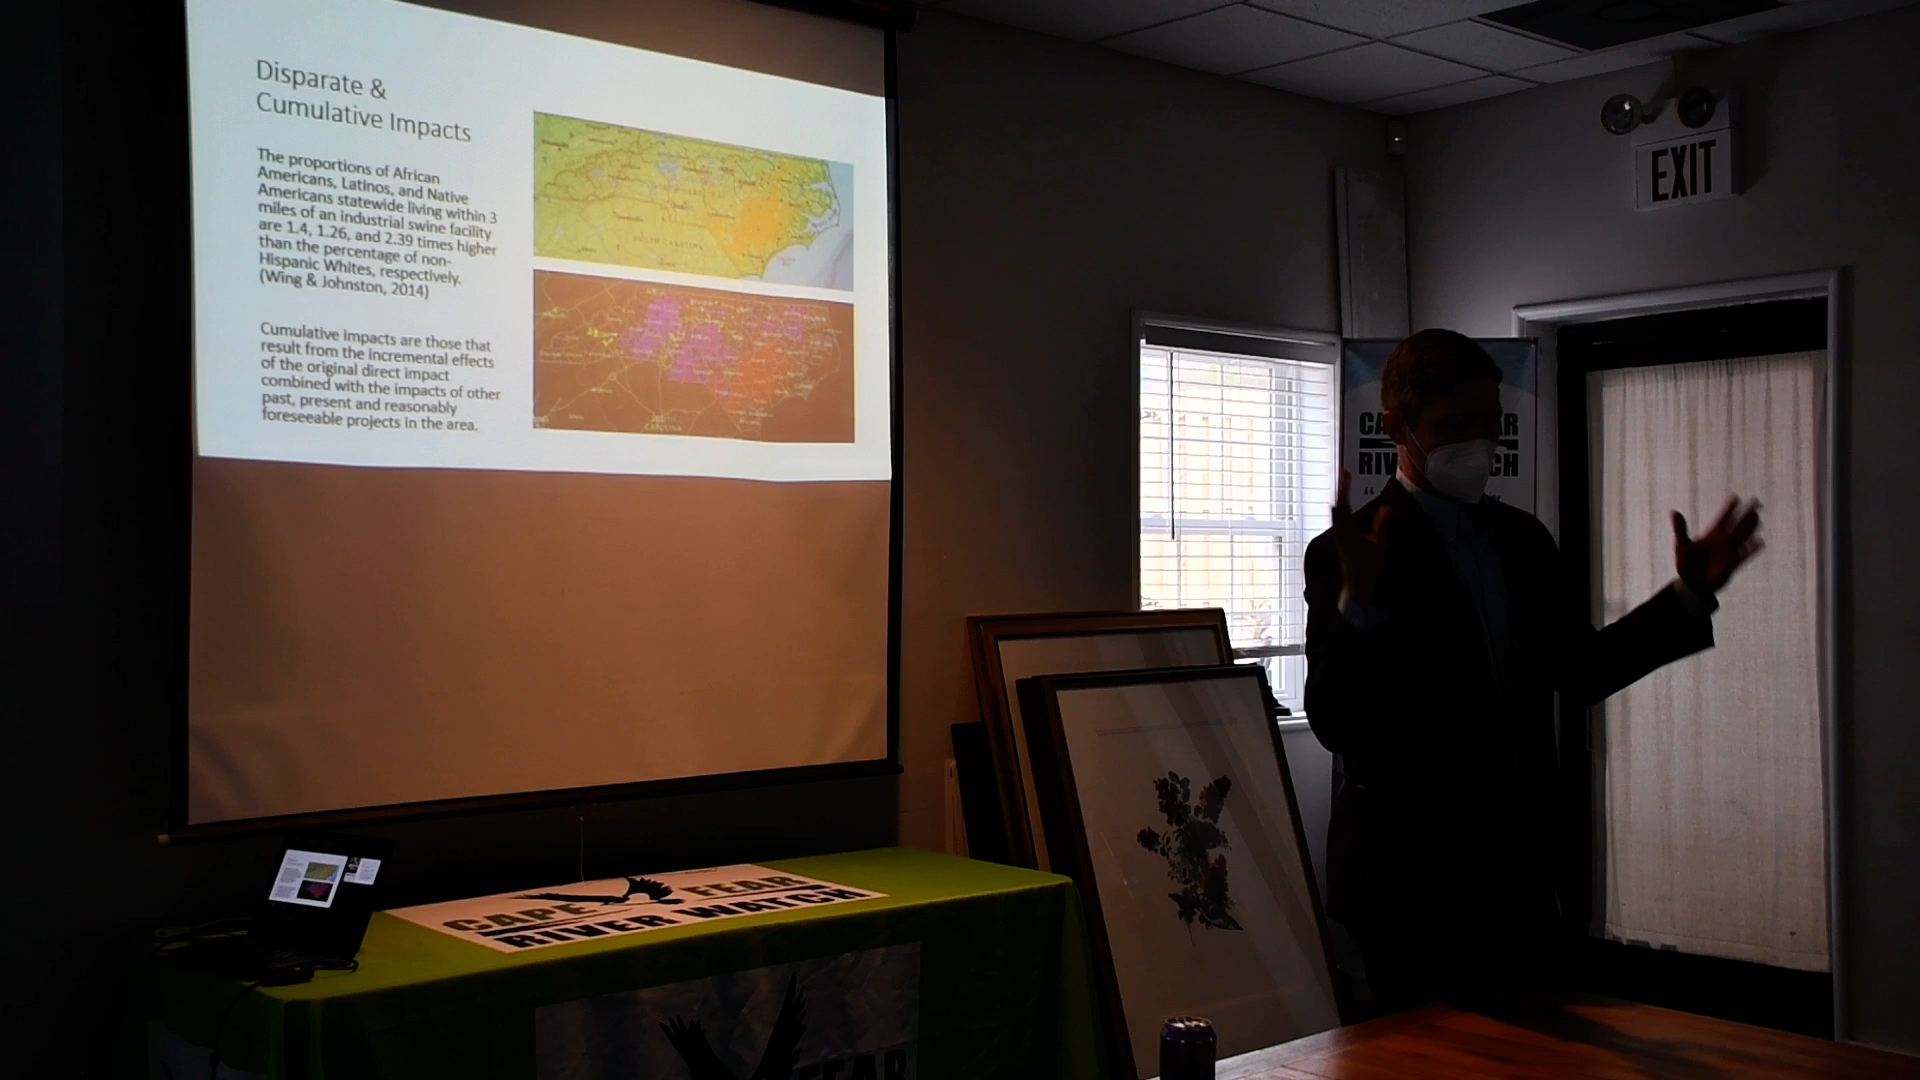 Disparate &
Cumulative Impacts
The proportions of African
Americans, Latinos, and Native
Americans statewide living within 3
miles of an industrial swine facility
are 1.4, 1.26, and 2.39 times higher
than the percentage of non-
Hispanic Whites, respectively.
(Wing & Johnston, 2014)
Cumulative impacts are those that
result from the incremental effects
of the original direct impact
combined with the impacts of other
past, present and reasonably
foreseeable projects in the area.
SOUTH CAROLINA
EXIT
CAPE FEAR
RIVER WATCH
FEAR